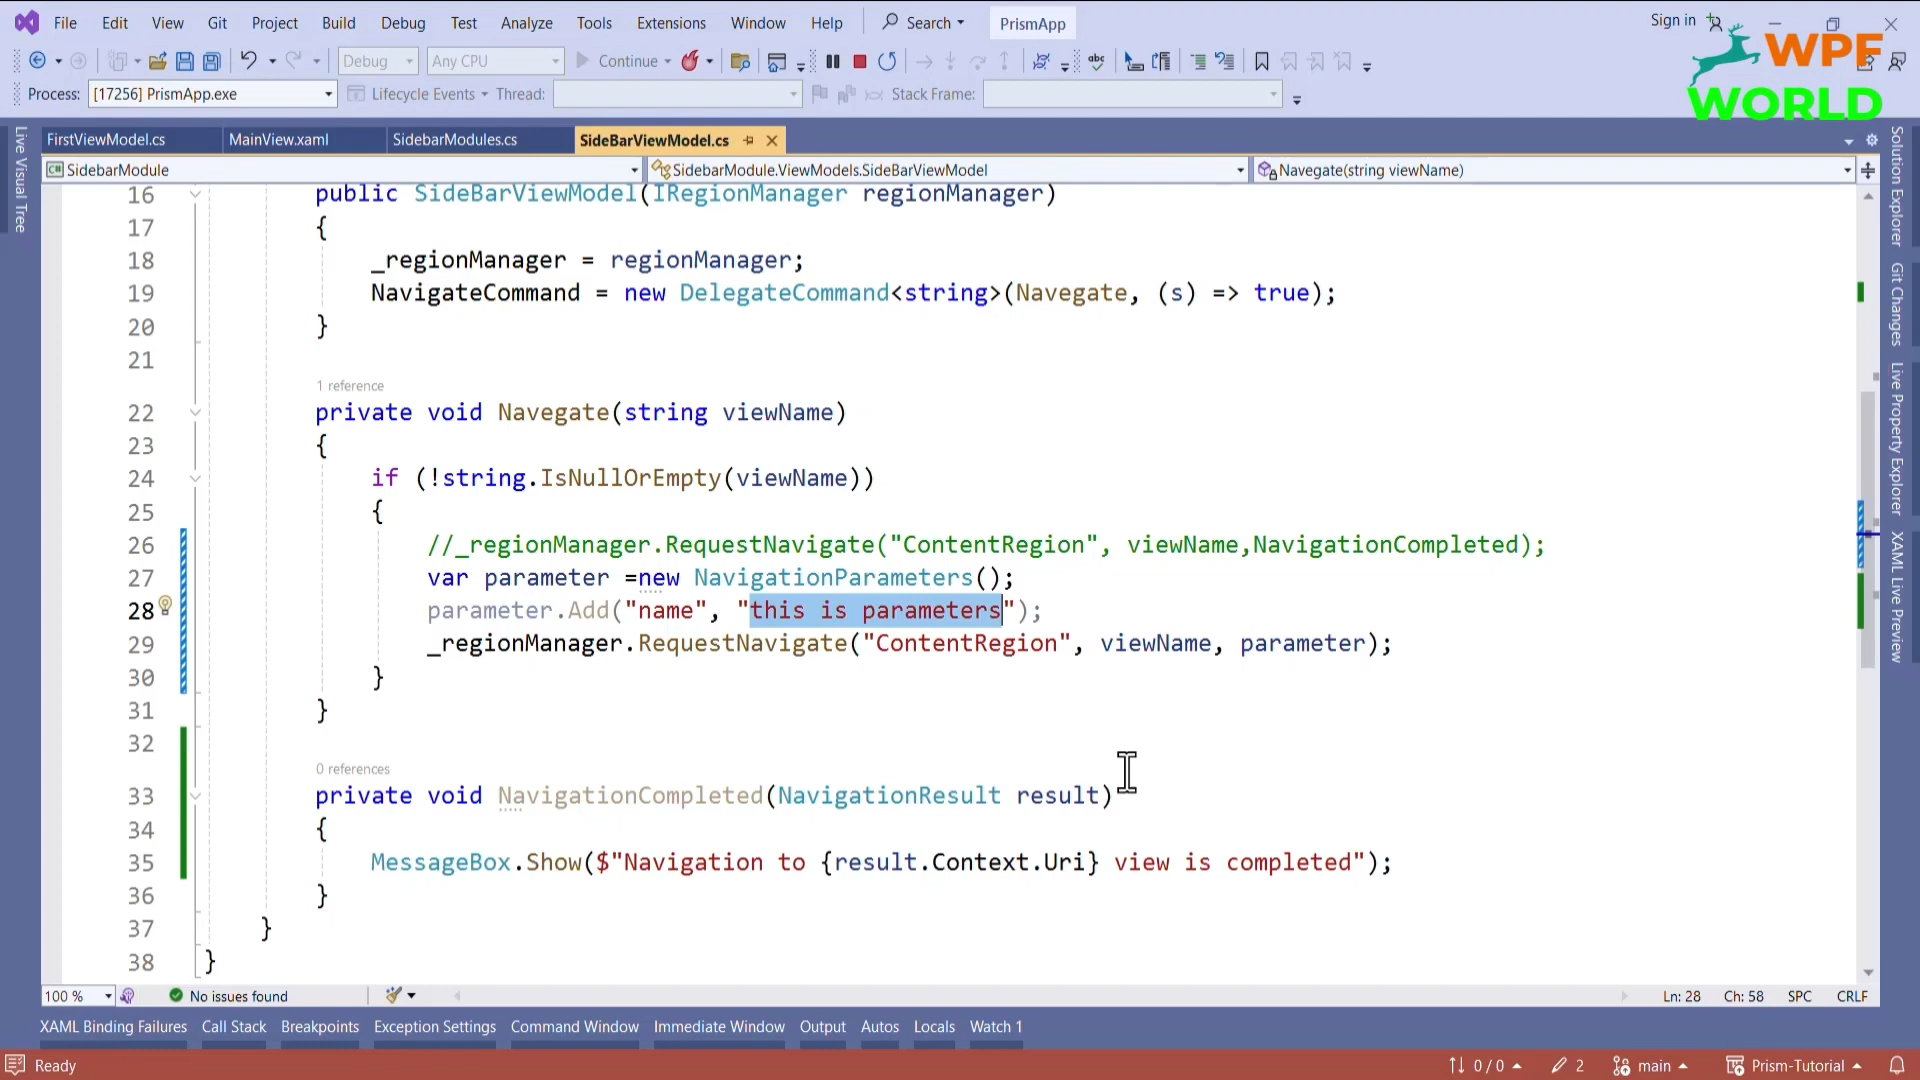 File Edit View Git Project Build Debug Test Analyze Tools Extensions Window Help Search PrismApp Sign in
WPF
WORLD
Debug Any CPU Continue
Process: [17256] PrismApp.exe Lifecycle Events Thread: Stack Frame:
FirstViewModel.cs MainView.xaml SidebarModules.cs SideBarViewModel.cs
SidebarModule SidebarModule.ViewModels.SideBarViewModel Navegate(string viewName)
Live Visual Tree
Solution Explorer
Git Changes
Live Property Explorer
XAML Live Preview
16 public SideBarViewModel(IRegionManager regionManager)
17 {
18 _regionManager = regionManager;
19 NavigateCommand = new DelegateCommand<string>(Navegate, (s) => true);
20 }
21
1 reference
22 private void Navegate(string viewName)
23 {
24 if (!string.IsNullOrEmpty(viewName))
25 {
26 //_regionManager.RequestNavigate("ContentRegion", viewName,NavigationCompleted);
27 var parameter =new NavigationParameters();
28 parameter.Add("name", "this is parameters");
29 _regionManager.RequestNavigate("ContentRegion", viewName, parameter);
30 }
31 }
32
0 references
33 private void NavigationCompleted(NavigationResult result)
34 {
35 MessageBox.Show($"Navigation to {result.Context.Uri} view is completed");
36 }
37 }
38 }
100 % No issues found Ln: 28 Ch: 58 SPC CRLF
XAML Binding Failures Call Stack Breakpoints Exception Settings Command Window Immediate Window Output Autos Locals Watch 1
Ready 0 / 0 2 main Prism-Tutorial